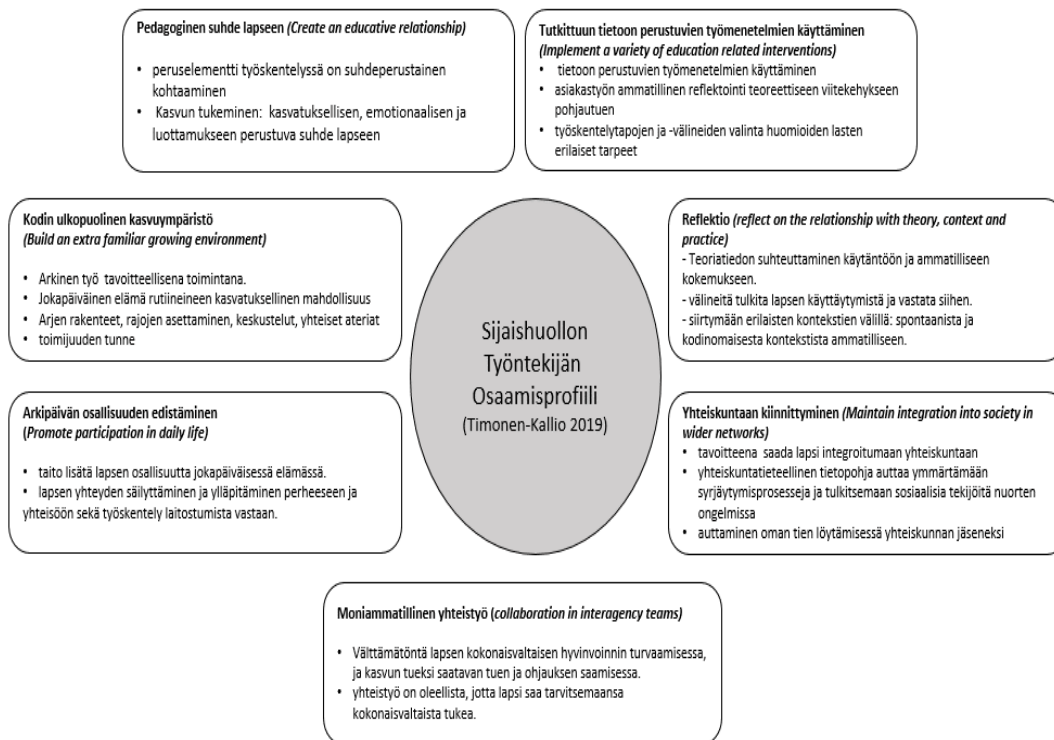 Pedagoginen suhde lapseen (Create an educative relationship)
• peruselementti työskentelyssä on suhdeperustainen
kohtaaminen
• Kasvun tukeminen: kasvatuksellisen, emotionaalisen ja
luottamukseen perustuva suhde lapseen
Tutkittuun tietoon perustuvien työmenetelmien käyttäminen
(Implement a variety of education related interventions)
• tietoon perustuvien työmenetelmien käyttäminen
• asiakastyön ammatillinen reflektointi teoreettiseen viitekehykseen
pohjautuen
• työskentelytapojen ja -välineiden valinta huomioiden lasten
erilaiset tarpeet
Kodin ulkopuolinen kasvuympäristö
(Build an extra familiar growing environment)
• Arkinen työ tavoitteellisena toimintana.
• Jokapäiväinen elämä rutiineineen kasvatuksellinen mahdollisuus
• Arjen rakenteet, rajojen asettaminen, keskustelut, yhteiset ateriat
• toimijuuden tunne
Reflektio (reflect on the relationship with theory, context and
practice)
- Teoriatiedon suhteuttaminen käytäntöön ja ammatilliseen
kokemukseen.
- välineitä tulkita lapsen käyttäytymistä ja vastata siihen.
- siirtymään erilaisten kontekstien välillä: spontaanista ja
kodinomaisesta kontekstista ammatilliseen.
Sijaishuollon
Työntekijän
Osaamisprofiili
(Timonen-Kallio 2019)
Arkipäivän osallisuuden edistäminen
(Promote participation in daily life)
• taito lisätä lapsen osallisuutta jokapäiväisessä elämässä.
• lapsen yhteyden säilyttäminen ja ylläpitäminen perheeseen ja
yhteisöön sekä työskentely laitostumista vastaan.
Yhteiskuntaan kiinnittyminen (Maintain integration into society in
wider networks)
• tavoitteena saada lapsi integroitumaan yhteiskuntaan
• yhteiskuntatieteellinen tietopohja auttaa ymmärtämään
syrjäytymisprosesseja ja tulkitsemaan sosiaalisia tekijöitä nuorten
ongelmissa
• auttaminen oman tien löytämisessä yhteiskunnan jäseneksi
Moniammatillinen yhteistyö (collaboration in interagency teams)
• Välttämätöntä lapsen kokonaisvaltaisen hyvinvoinnin turvaamisessa,
ja kasvun tueksi saatavan tuen ja ohjauksen saamisessa.
• yhteistyö on oleellista, jotta lapsi saa tarvitsemaansa
kokonaisvaltaista tukea.